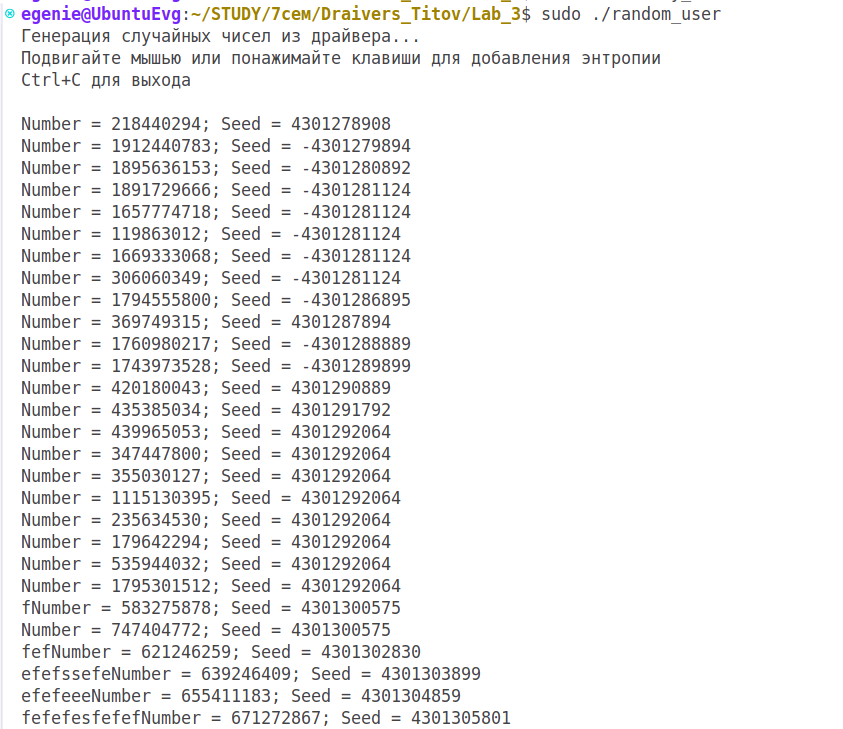 egenie@UbuntuEvg:~/STUDY/7сем/Draivers_Titov/Lab_3$ sudo ./random_user
Генерация случайных чисел из драйвера...
Подвигайте мышью или понажимайте клавиши для добавления энтропии
Ctrl+C для выхода
Number = 218440294; Seed = 4301278908
Number = 1912440783; Seed = -4301279894
Number = 1895636153; Seed = -4301280892
Number = 1891729666; Seed = -4301281124
Number = 1657774718; Seed = -4301281124
Number = 119863012; Seed = -4301281124
Number = 1669333068; Seed = -4301281124
Number = 306060349; Seed = -4301281124
Number = 1794555800; Seed = -4301286895
Number = 369749315; Seed = 4301287894
Number = 1760980217; Seed = -4301288889
Number = 1743973528; Seed = -4301289899
Number = 420180043; Seed = 4301290889
Number = 435385034; Seed = 4301291792
Number = 439965053; Seed = 4301292064
Number = 347447800; Seed = 4301292064
Number = 355030127; Seed = 4301292064
Number = 1115130395; Seed = 4301292064
Number = 235634530; Seed = 4301292064
Number = 179642294; Seed = 4301292064
Number = 535944032; Seed = 4301292064
Number = 1795301512; Seed = 4301292064
fNumber = 583275878; Seed = 4301300575
Number = 747404772; Seed = 4301300575
fefNumber = 621246259; Seed = 4301302830
efefssefeNumber = 639246409; Seed = 4301303899
efefeeeNumber = 655411183; Seed = 4301304859
fefefesfefefNumber = 671272867; Seed = 4301305801